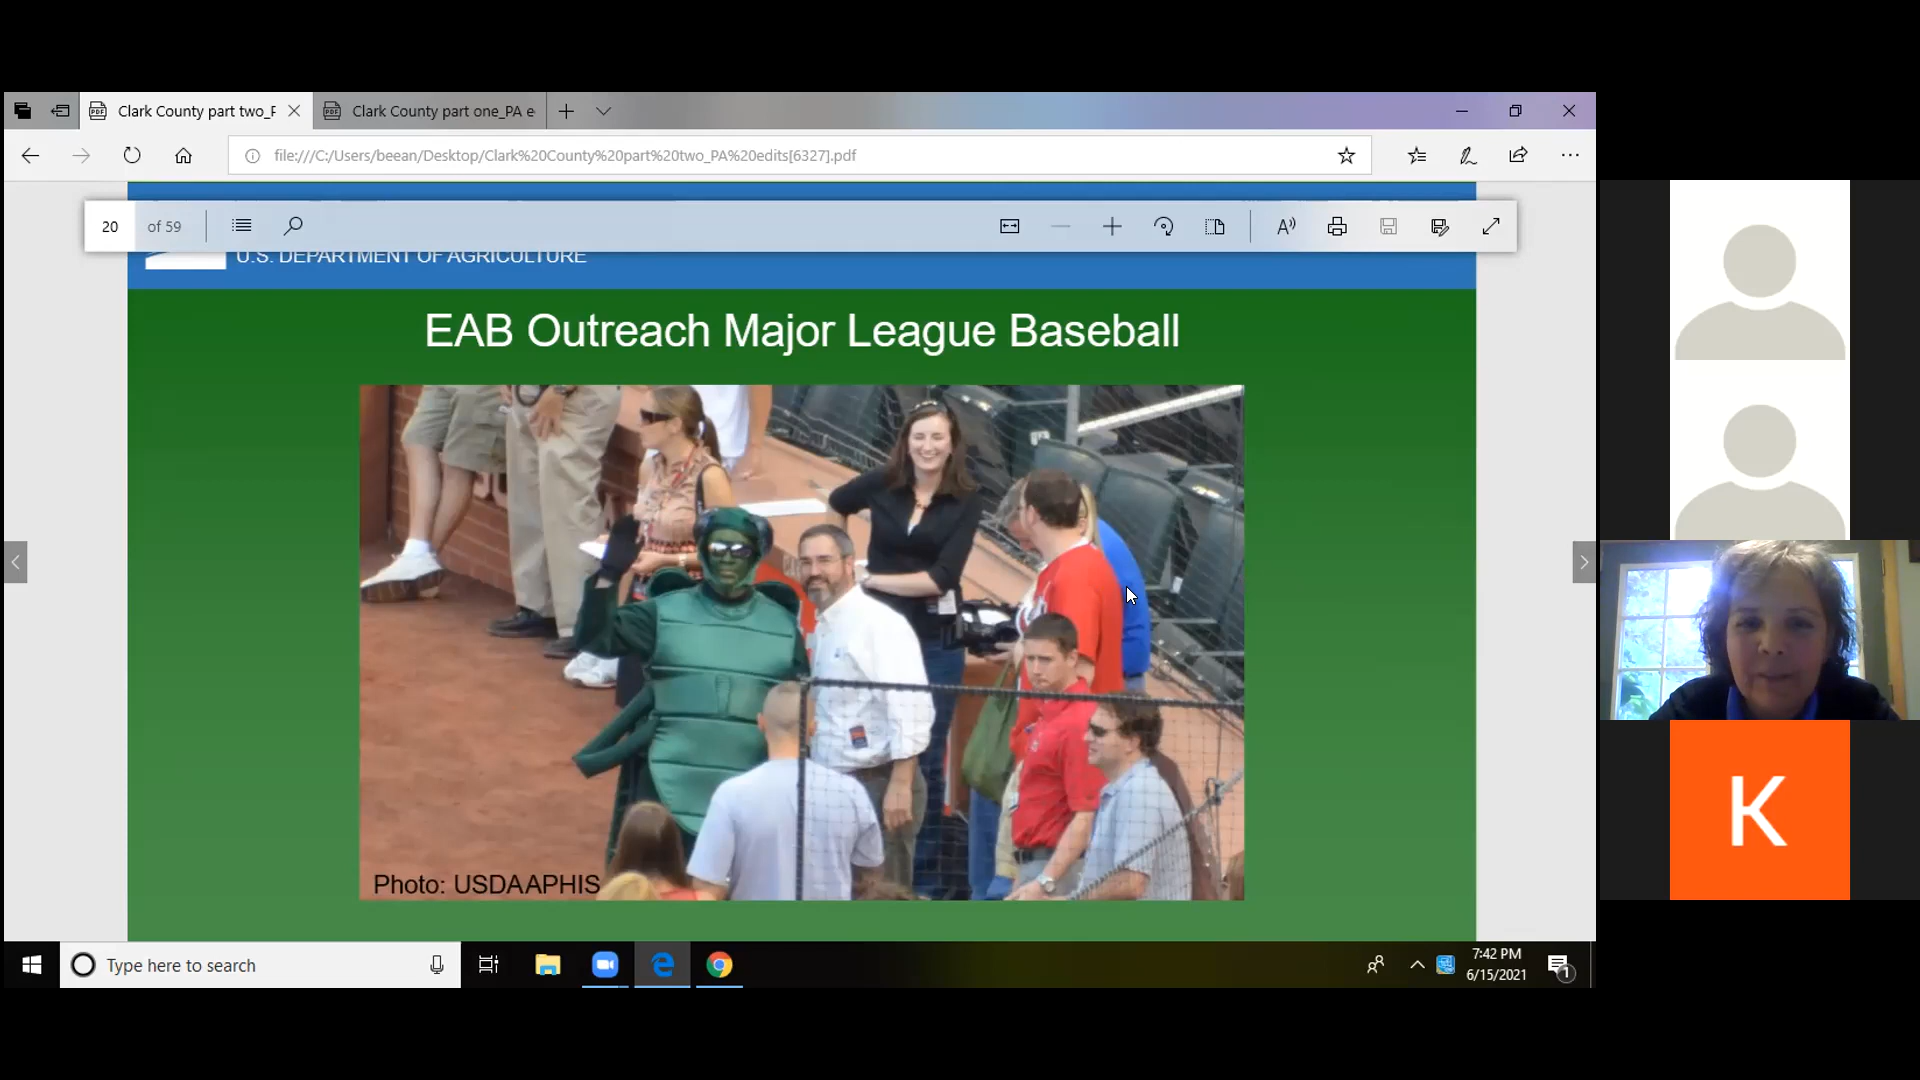 Clark County part two_F
Clark County part one_PA e
file:///C:/Users/beean/Desktop/Clark%20County%20part%20two_PA%20edits[6327].pdf
20 of 59
U.S. DEPARTMENT OF AGRICULTURE
EAB Outreach Major League Baseball
Photo: USDAAPHIS
K
Type here to search
7:42 PM
6/15/2021
1